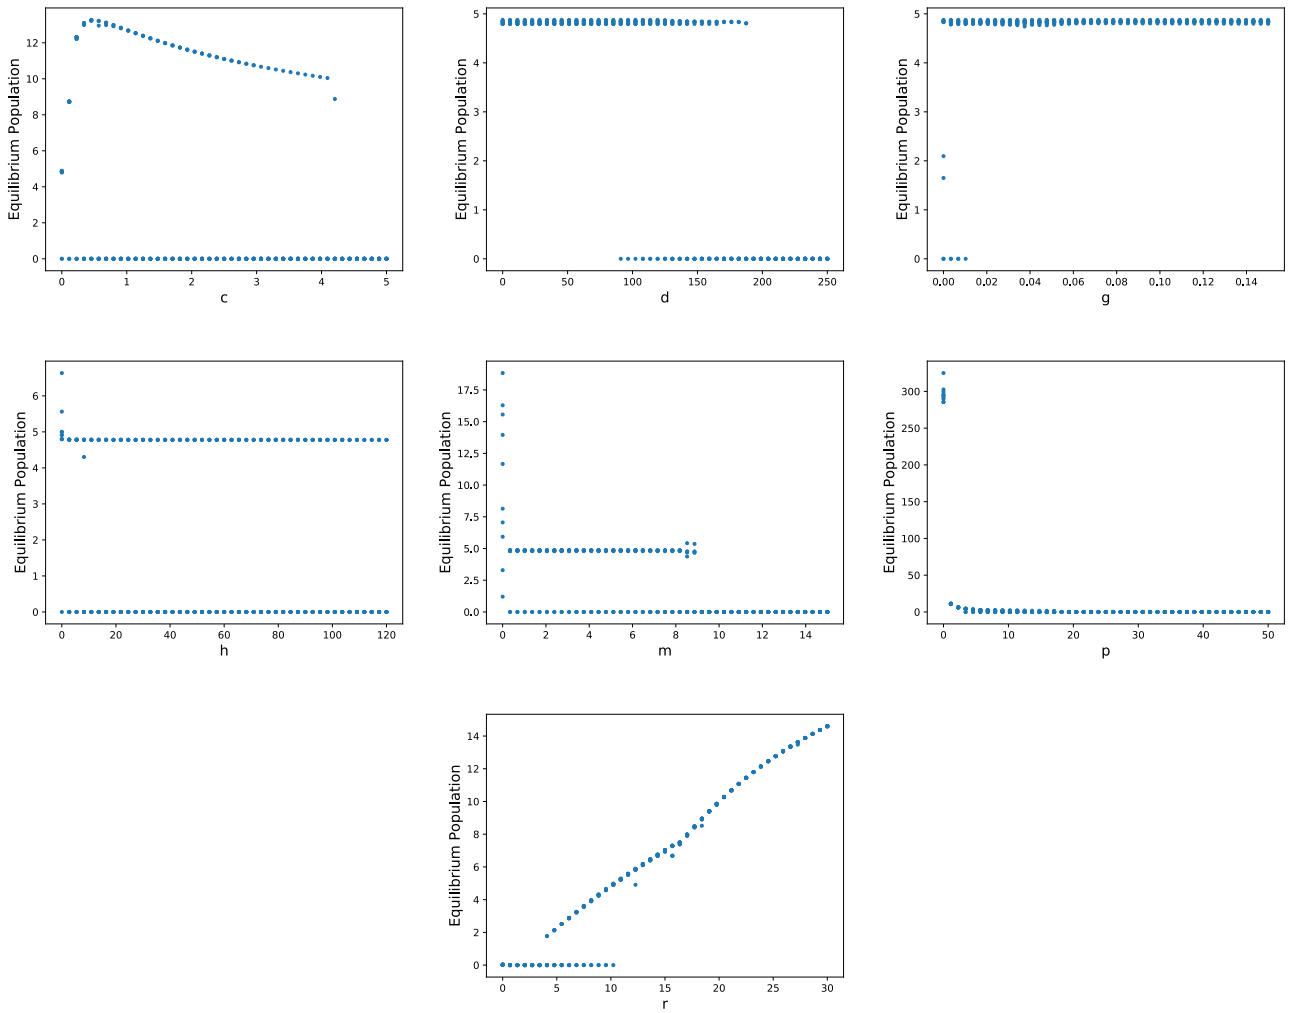 Equilibrium Population
12
10
8
6
4
2
0
0 1 2 3 4 5
c
Equilibrium Population
5
4
3
2
1
0
0 50 100 150 200 250
d
Equilibrium Population
5
4
3
2
1
0
0.00 0.02 0.04 0.06 0.08 0.10 0.12 0.14
g
Equilibrium Population
6
5
4
3
2
1
0
0 20 40 60 80 100 120
h
Equilibrium Population
17.5
15.0
12.5
10.0
7.5
5.0
2.5
0.0
0 2 4 6 8 10 12 14
m
Equilibrium Population
300
250
200
150
100
50
0
0 10 20 30 40 50
p
Equilibrium Population
14
12
10
8
6
4
2
0
0 5 10 15 20 25 30
r